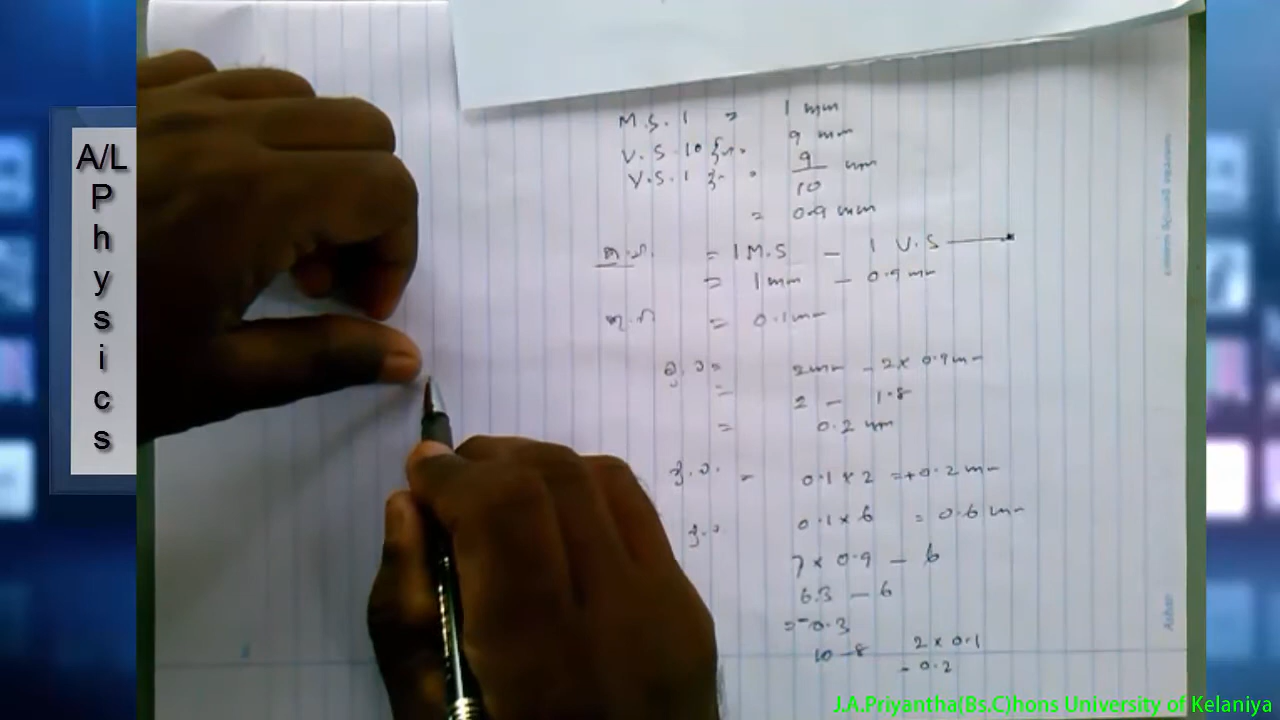 A/L
Physics
M.S. 1 = 1 mm
V.S. 10 = 9 mm
V.S. 1 = 9/10 mm
= 0.9 mm
= 1 M.S - 1 V.S
= 1 mm - 0.9 mm
= 0.1 mm
= 2mm - 2 x 0.9 mm
= 2 - 1.8
= 0.2 mm
= 0.1 x 2 = + 0.2 mm
0.1 x 6 = 0.6 mm
7 x 0.9 - 6
6.3 - 6
= -0.3
10 - 8 2 x 0.1
- 0.2
J.A.Priyantha(Bs.C)hons University of Kelaniya